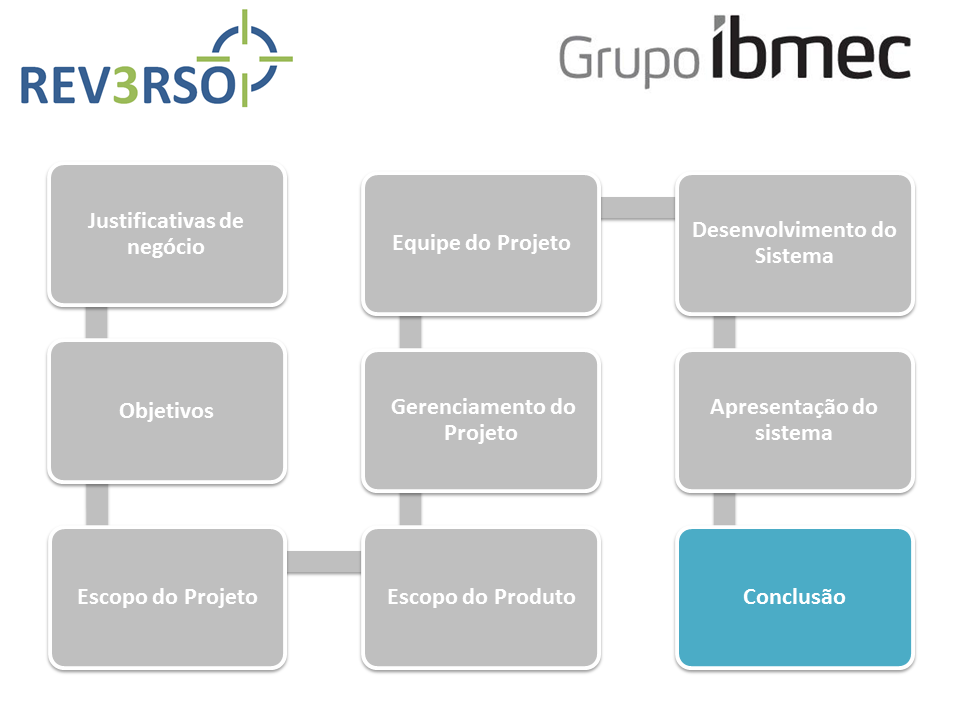 REV3RSO
Grupo ibmec
Justificativas de
negócio
Objetivos
Escopo do Projeto
Escopo do Produto
Gerenciamento do
Projeto
Equipe do Projeto
Desenvolvimento do
Sistema
Apresentação do
sistema
Conclusão